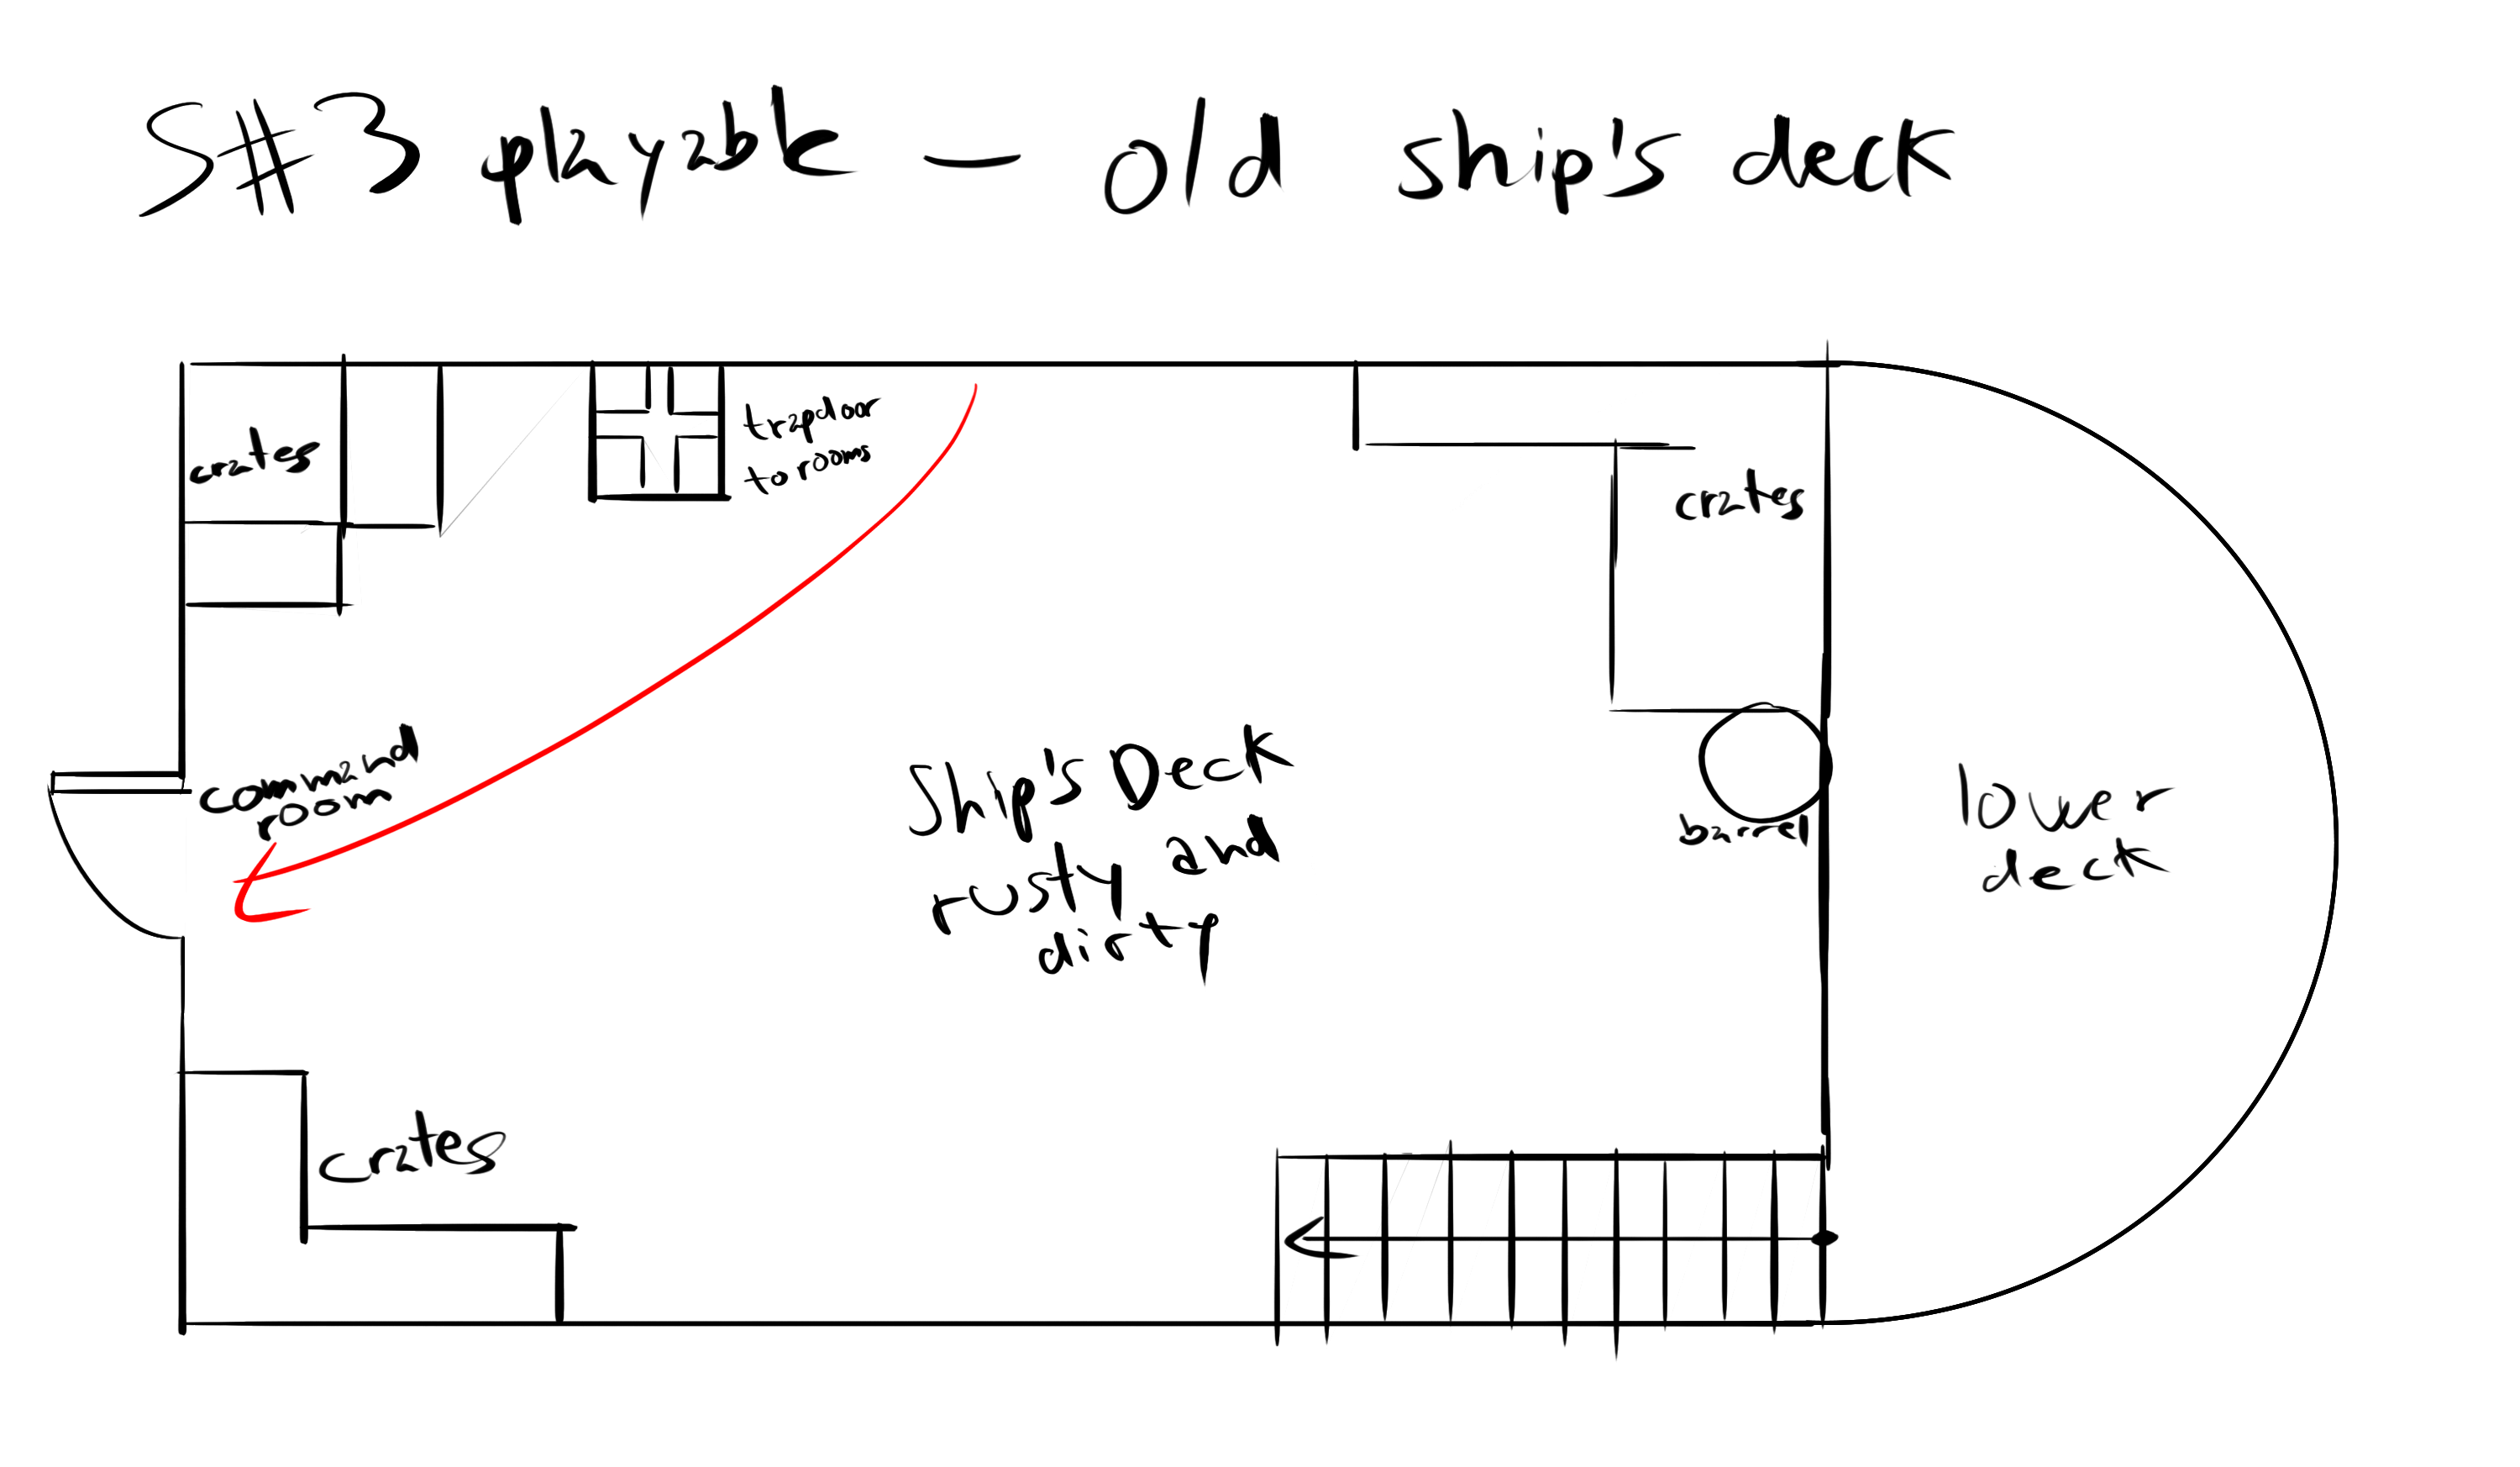 S#3 playable - old ship's deck
crates
trapdoor
to rooms
crates
command
room
Ship's Deck
rusty and
dirty
barrel
lower
deck
crates